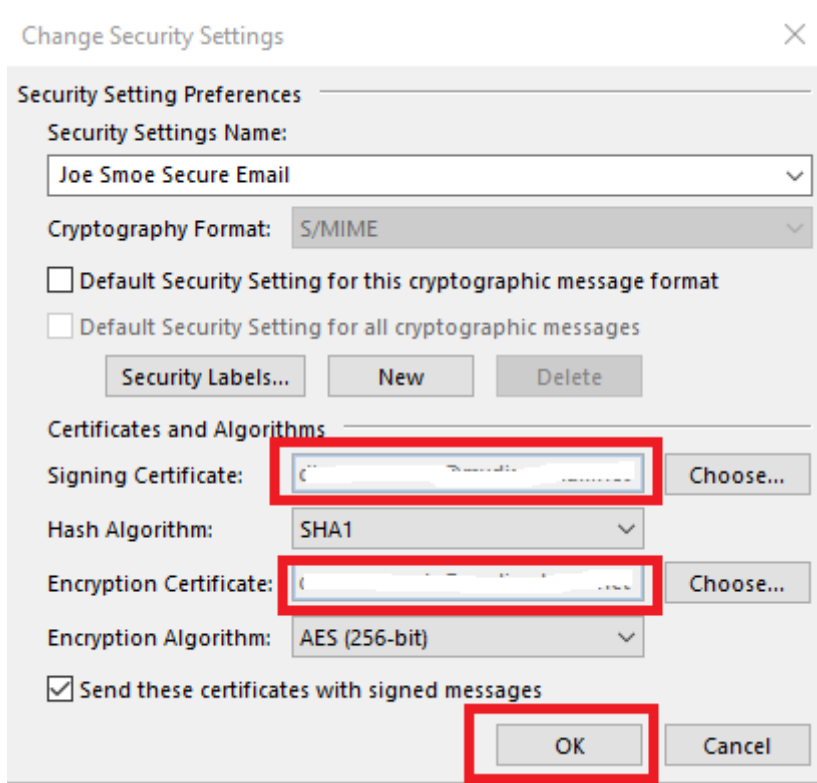 Change Security Settings
Security Setting Preferences
Security Settings Name:
Joe Smoe Secure Email
Cryptography Format: S/MIME
Default Security Setting for this cryptographic message format
Default Security Setting for all cryptographic messages
Security Labels... New Delete
Certificates and Algorithms
Signing Certificate: Choose...
Hash Algorithm: SHA1
Encryption Certificate: Choose...
Encryption Algorithm: AES (256-bit)
Send these certificates with signed messages
OK Cancel